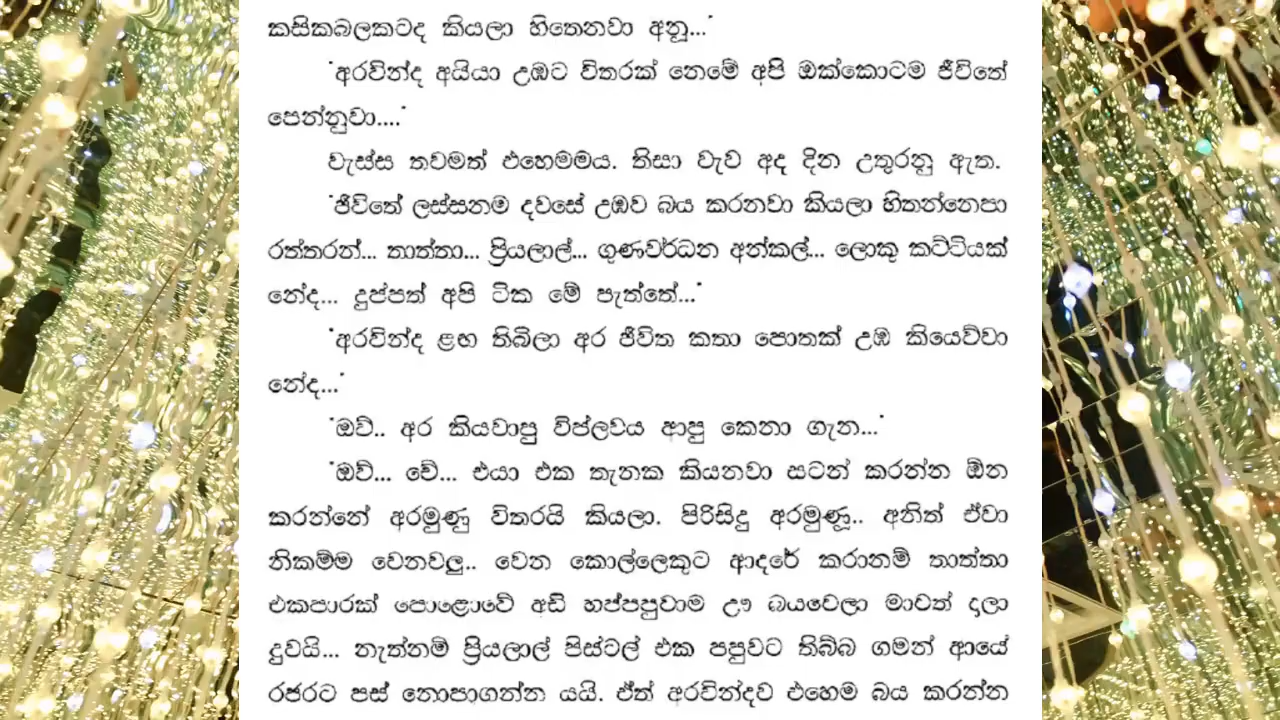 කසිකබලකටද කියලා හිතෙනවා අනූ..."
"අරවින්ද අයියා උඹට විතරක් නෙමේ අපි ඔක්කොටම ජීවිතේ
පෙන්නුවා...."
වැස්ස තවමත් එහෙමමය. තිසා වැව අද දින උතුරනු ඇත.
"ජීවිතේ ලස්සනම දවසේ උඹව බය කරනවා කියලා හිතන්නෙපා
රත්තරන්... තාත්තා... ප්‍රියලාල්... ගුණවර්ධන අන්කල්... ලොකු කට්ටියක්
නේද... දුප්පත් අපි ටික මේ පැත්තේ..."
"අරවින්ද ළඟ තිබිලා අර ජීවිත කතා පොතක් උඹ කියෙව්වා
නේද..."
"ඔව්.. අර කියවාපු විප්ලවය ආපු කෙනා ගැන..."
"ඔව්... චේ... එයා එක තැනක කියනවා සටන් කරන්න ඕන
කරන්නේ අරමුණු විතරයි කියලා. පිරිසිදු අරමුණු.. අනිත් ඒවා
නිකම්ම වෙනවලු.. වෙන කොල්ලෙකුට ආදරේ කරානම් තාත්තා
එකපාරක් පොළොවේ අඩි හප්පපුවාම ඌ බයවෙලා මාවත් දාලා
දුවයි... නැත්නම් ප්‍රියලාල් පිස්ටල් එක පපුවට තිබ්බ ගමන් ආයේ
රජරට පස් නොපාගන්න යයි. ඒත් අරවින්දව එහෙම බය කරන්න